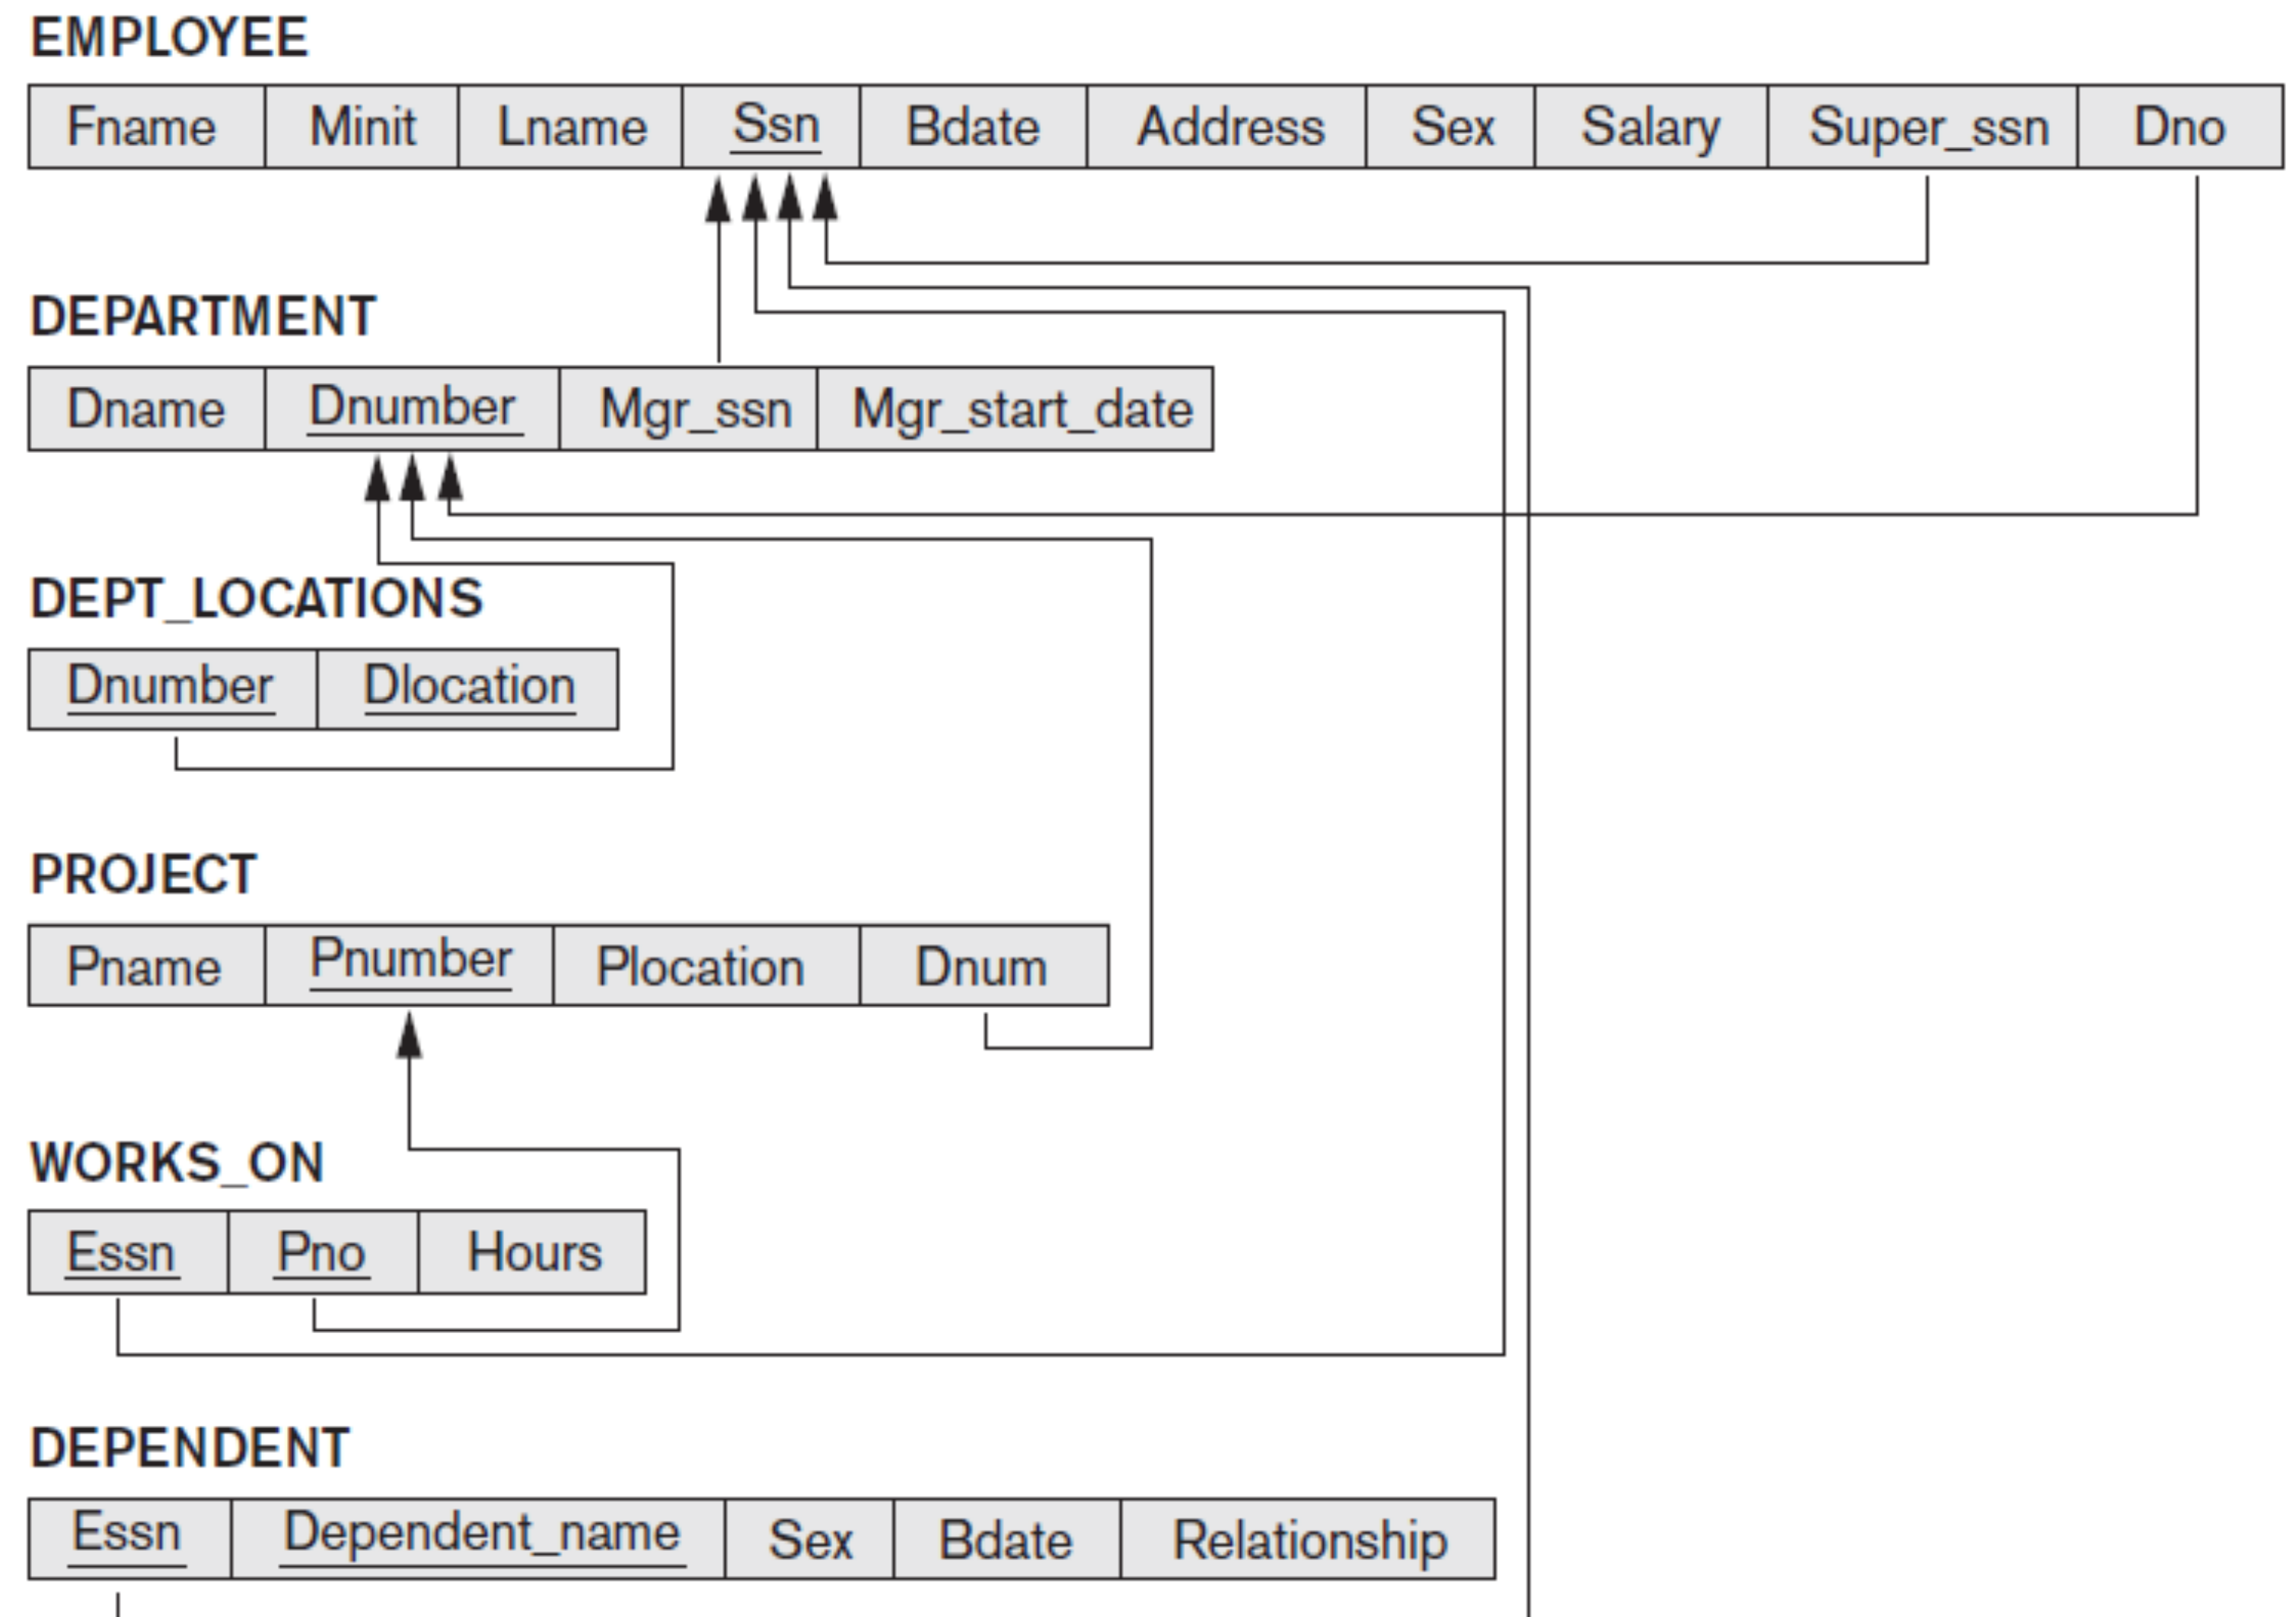 EMPLOYEE
Fname Minit Lname Ssn Bdate Address Sex Salary Super_ssn Dno
DEPARTMENT
Dname Dnumber Mgr_ssn Mgr_start_date
DEPT_LOCATIONS
Dnumber Dlocation
PROJECT
Pname Pnumber Plocation Dnum
WORKS_ON
Essn Pno Hours
DEPENDENT
Essn Dependent_name Sex Bdate Relationship